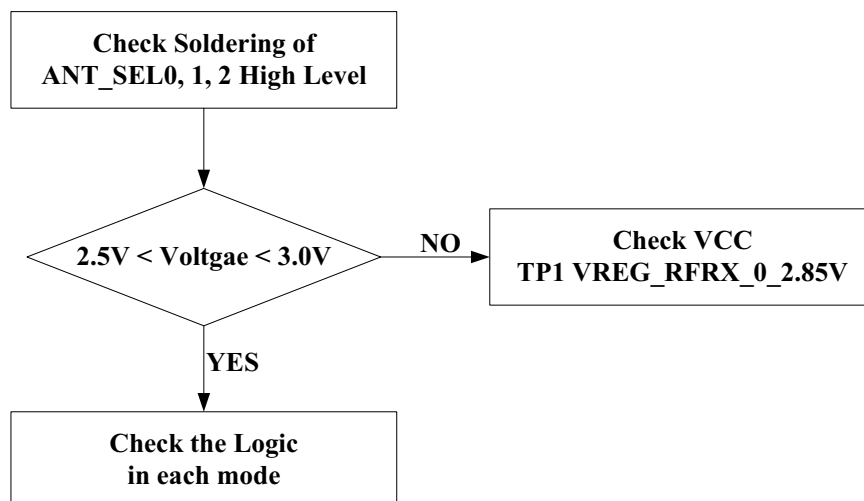 Check Soldering of
ANT_SEL0, 1, 2 High Level
2.5V < Voltgae < 3.0V
NO
Check VCC
TP1 VREG_RFRX_0_2.85V
YES
Check the Logic
in each mode